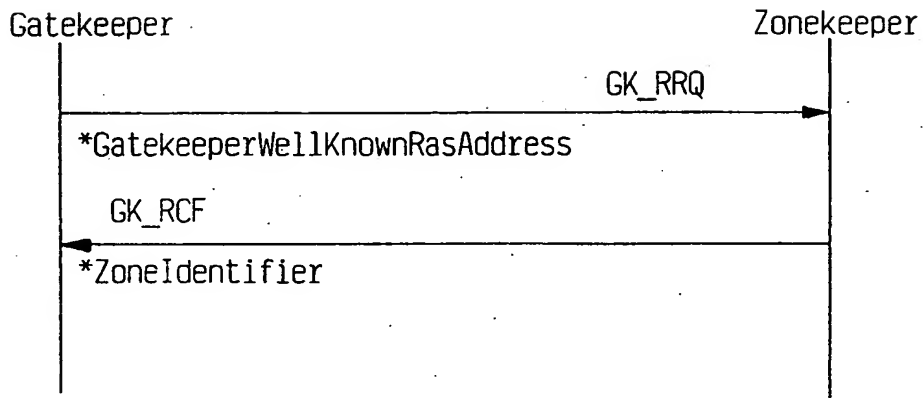 Gatekeeper
Zonekeeper
GK_RRQ
*GatekeeperWellKnownRasAddress
GK_RCF
*ZoneIdentifier